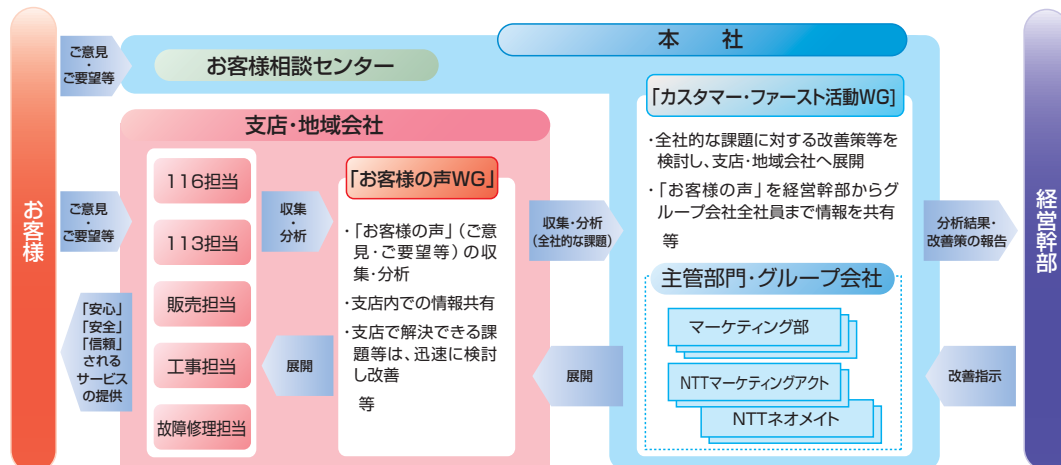 お客様
ご意見
・
ご要望等
本　社
お客様相談センター
支店・地域会社
116担当
113担当
販売担当
工事担当
故障修理担当
ご意見
・
ご要望等
「安心」
「安全」
「信頼」
される
サービス
の提供
収集
・
分析
展開
「お客様の声WG」
・「お客様の声」（ご意
見・ご要望等）の収
集・分析
・支店内での情報共有
・支店で解決できる課
題等は、迅速に検討
し改善
等
収集・分析
(全社的な課題)
展開
「カスタマー・ファースト活動WG]
・全社的な課題に対する改善策等を
検討し、支店・地域会社へ展開
・「お客様の声」を経営幹部からグ
ループ会社全社員まで情報を共有
等
主管部門・グループ会社
マーケティング部
NTTマーケティングアクト
NTTネオメイト
分析結果・
改善策の報告
改善指示
経営幹部